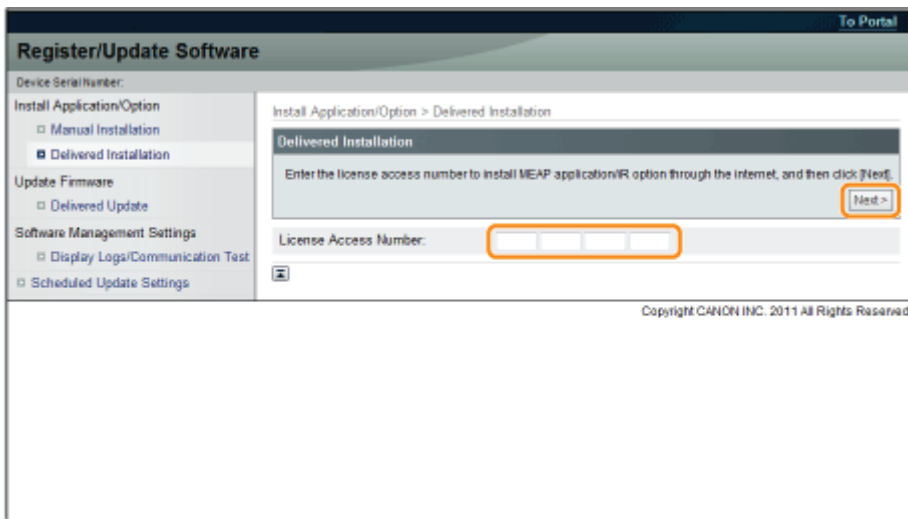 To Portal
Register/Update Software
Device Serial Number:
Install Application/Option
Manual Installation
Delivered Installation
Update Firmware
Delivered Update
Software Management Settings
Display Logs/Communication Test
Scheduled Update Settings
Install Application/Option > Delivered Installation
Delivered Installation
Enter the license access number to install MEAP application/iR option through the internet, and then click [Next].
Next >
License Access Number:
Copyright CANON INC. 2011 All Rights Reserved